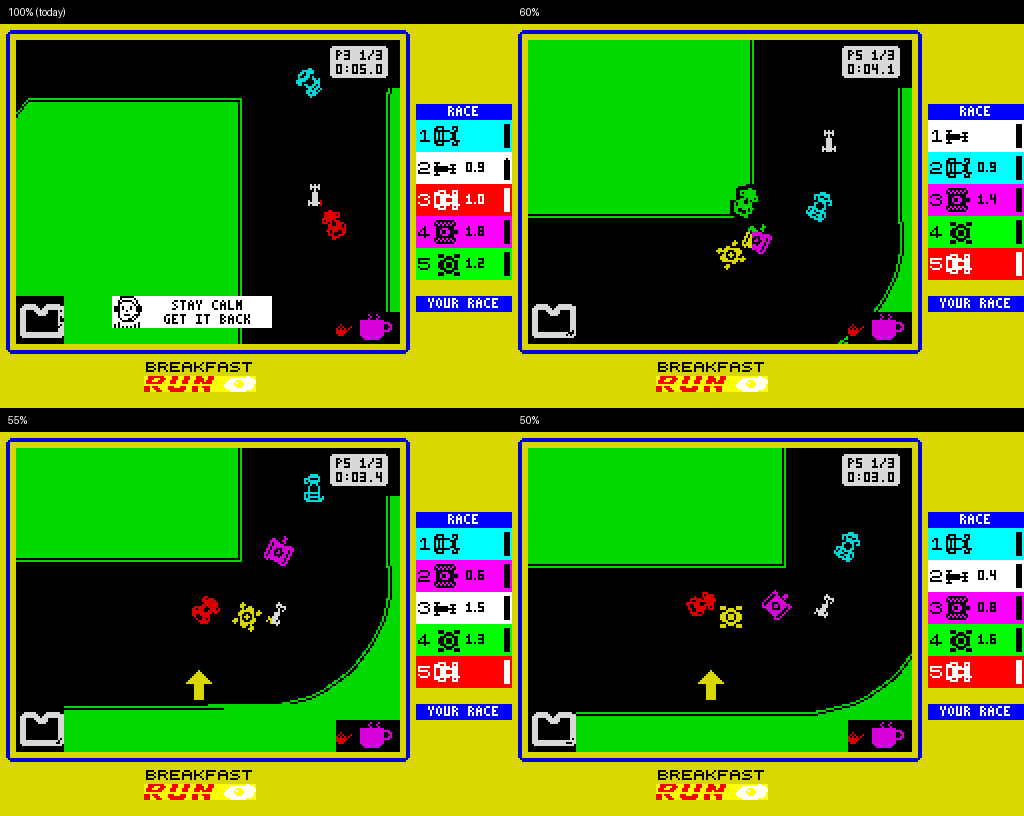 100% (today)
P3 1/3
0:05.0
RACE
1
2 0.9
3 1.0
4 1.8
5 1.2
YOUR RACE
STAY CALM
GET IT BACK
BREAKFAST
RUN
60%
P5 1/3
0:04.1
RACE
1
2 0.9
3 1.4
4
5
YOUR RACE
BREAKFAST
RUN
55%
P5 1/3
0:03.4
RACE
1
2 0.6
3 1.5
4 1.3
5
YOUR RACE
BREAKFAST
RUN
50%
P5 1/3
0:03.0
RACE
1
2 0.4
3 0.8
4 1.6
5
YOUR RACE
BREAKFAST
RUN